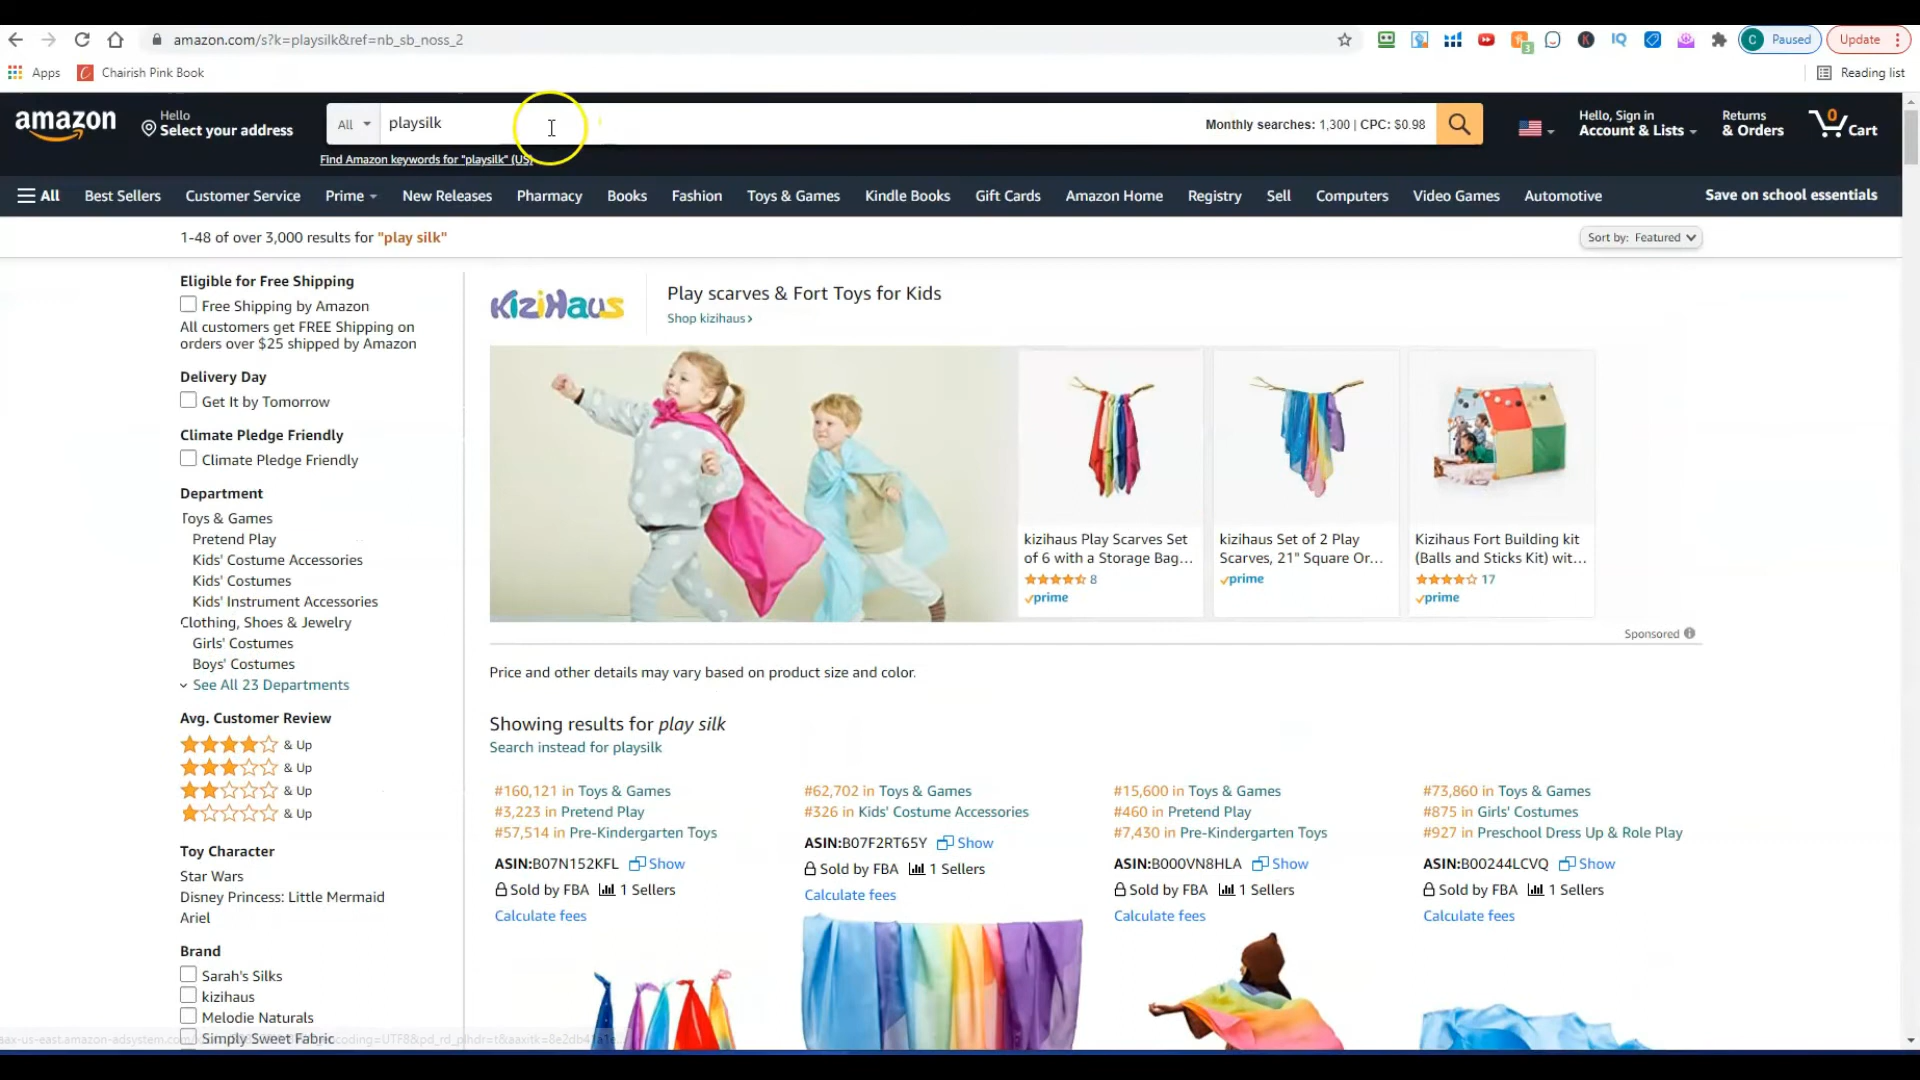 amazon.com/s?k=playsilk&ref=nb_sb_noss_2
3
C Paused
Update
Apps
Chairish Pink Book
Reading list
amazon
Hello
Select your address
All
playsilk
Monthly searches: 1,300 | CPC: $0.98
Find Amazon keywords for "playsilk" (US)
Hello, Sign in
Account & Lists
Returns
& Orders
0
Cart
All
Best Sellers
Customer Service
Prime
New Releases
Pharmacy
Books
Fashion
Toys & Games
Kindle Books
Gift Cards
Amazon Home
Registry
Sell
Computers
Video Games
Automotive
Save on school essentials
1-48 of over 3,000 results for "play silk"
Sort by: Featured
Eligible for Free Shipping
Free Shipping by Amazon
All customers get FREE Shipping on
orders over $25 shipped by Amazon
Delivery Day
Get It by Tomorrow
Climate Pledge Friendly
Climate Pledge Friendly
Department
Toys & Games
Pretend Play
Kids' Costume Accessories
Kids' Costumes
Kids' Instrument Accessories
Clothing, Shoes & Jewelry
Girls' Costumes
Boys' Costumes
See All 23 Departments
Avg. Customer Review
& Up
& Up
& Up
& Up
Toy Character
Star Wars
Disney Princess: Little Mermaid
Ariel
Brand
Sarah's Silks
kizihaus
Melodie Naturals
Simply Sweet Fabric
KiziHaus
Play scarves & Fort Toys for Kids
Shop kizihaus ›
kizihaus Play Scarves Set
of 6 with a Storage Bag...
8
prime
kizihaus Set of 2 Play
Scarves, 21" Square Or...
prime
Kizihaus Fort Building kit
(Balls and Sticks Kit) wit...
17
prime
Sponsored
Price and other details may vary based on product size and color.
Showing results for play silk
Search instead for playsilk
#160,121 in Toys & Games
#3,223 in Pretend Play
#57,514 in Pre-Kindergarten Toys
ASIN:B07N152KFL Show
Sold by FBA 1 Sellers
Calculate fees
#62,702 in Toys & Games
#326 in Kids' Costume Accessories
ASIN:B07F2RT65Y Show
Sold by FBA 1 Sellers
Calculate fees
#15,600 in Toys & Games
#460 in Pretend Play
#7,430 in Pre-Kindergarten Toys
ASIN:B000VN8HLA Show
Sold by FBA 1 Sellers
Calculate fees
#73,860 in Toys & Games
#875 in Girls' Costumes
#927 in Preschool Dress Up & Role Play
ASIN:B00244LCVQ Show
Sold by FBA 1 Sellers
Calculate fees